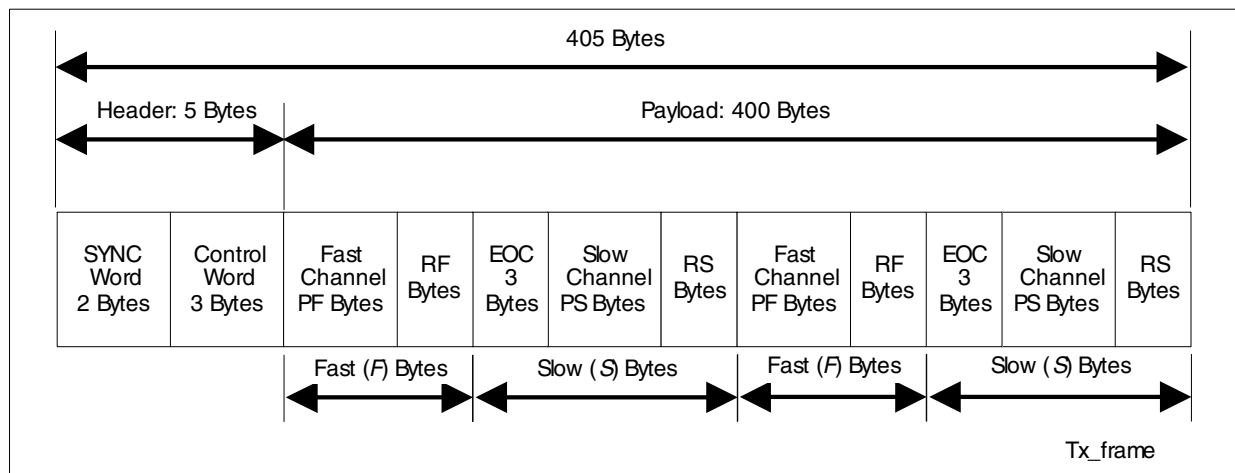 405 Bytes
Header: 5 Bytes
Payload: 400 Bytes
SYNC
Word
2 Bytes
Control
Word
3 Bytes
Fast
Channel
PF Bytes
RF
Bytes
EOC
3
Bytes
Slow
Channel
PS Bytes
RS
Bytes
Fast
Channel
PF Bytes
RF
Bytes
EOC
3
Bytes
Slow
Channel
PS Bytes
RS
Bytes
Fast (F) Bytes
Slow (S) Bytes
Fast (F) Bytes
Slow (S) Bytes
Tx_frame